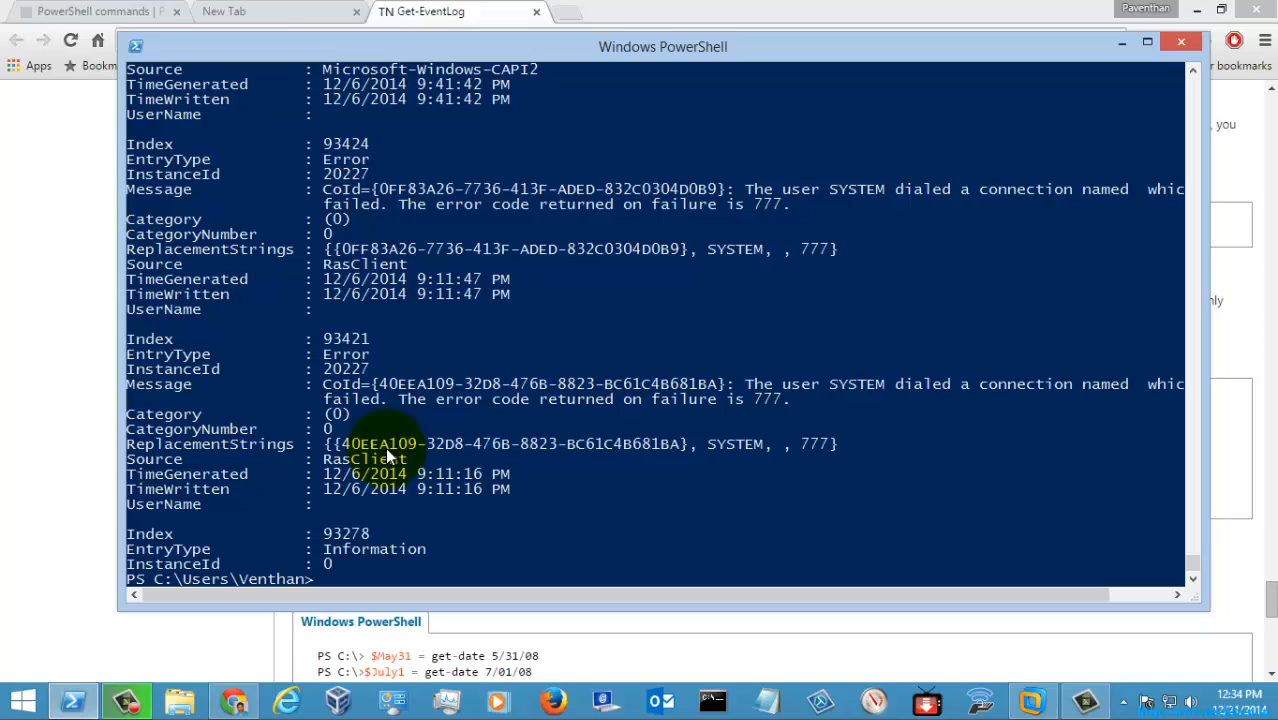 PowerShell commands | P
New Tab
TN Get-EventLog
Paventhan
Apps
Bookm
r bookmarks
Windows PowerShell
, you
nly
Source : Microsoft-Windows-CAPI2
TimeGenerated : 12/6/2014 9:41:42 PM
TimeWritten : 12/6/2014 9:41:42 PM
UserName :
Index : 93424
EntryType : Error
InstanceId : 20227
Message : CoId={0FF83A26-7736-413F-ADED-832C0304D0B9}: The user SYSTEM dialed a connection named whic
failed. The error code returned on failure is 777.
Category : (0)
CategoryNumber : 0
ReplacementStrings : {{0FF83A26-7736-413F-ADED-832C0304D0B9}, SYSTEM, , 777}
Source : RasClient
TimeGenerated : 12/6/2014 9:11:47 PM
TimeWritten : 12/6/2014 9:11:47 PM
UserName :
Index : 93421
EntryType : Error
InstanceId : 20227
Message : CoId={40EEA109-32D8-476B-8823-BC61C4B681BA}: The user SYSTEM dialed a connection named whic
failed. The error code returned on failure is 777.
Category : (0)
CategoryNumber : 0
ReplacementStrings : {{40EEA109-32D8-476B-8823-BC61C4B681BA}, SYSTEM, , 777}
Source : RasClient
TimeGenerated : 12/6/2014 9:11:16 PM
TimeWritten : 12/6/2014 9:11:16 PM
UserName :
Index : 93278
EntryType : Information
InstanceId : 0
PS C:\Users\Venthan>
Windows PowerShell
PS C:\> $May31 = get-date 5/31/08
PS C:\>$July1 = get-date 7/01/08
12:34 PM
12/21/2014